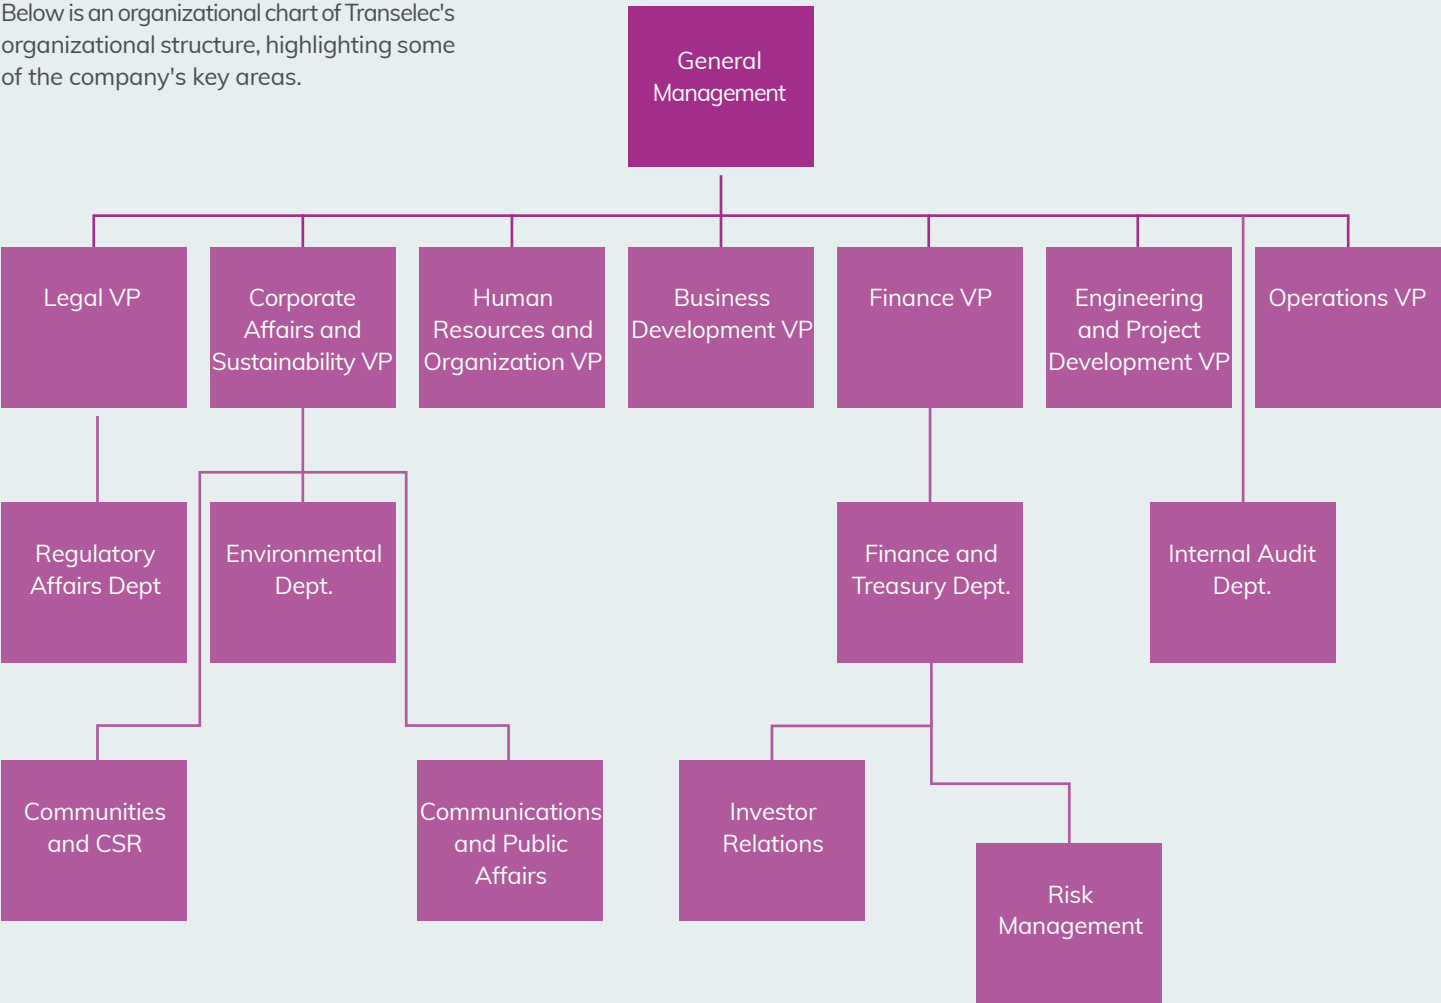 Below is an organizational chart of Transelec's
organizational structure, highlighting some
of the company's key areas.
General
Management
Legal VP
Corporate
Affairs and
Sustainability VP
Human
Resources and
Organization VP
Business
Development VP
Finance VP
Engineering
and Project
Development VP
Operations VP
Regulatory
Affairs Dept
Environmental
Dept.
Finance and
Treasury Dept.
Internal Audit
Dept.
Communities
and CSR
Communications
and Public
Affairs
Investor
Relations
Risk
Management